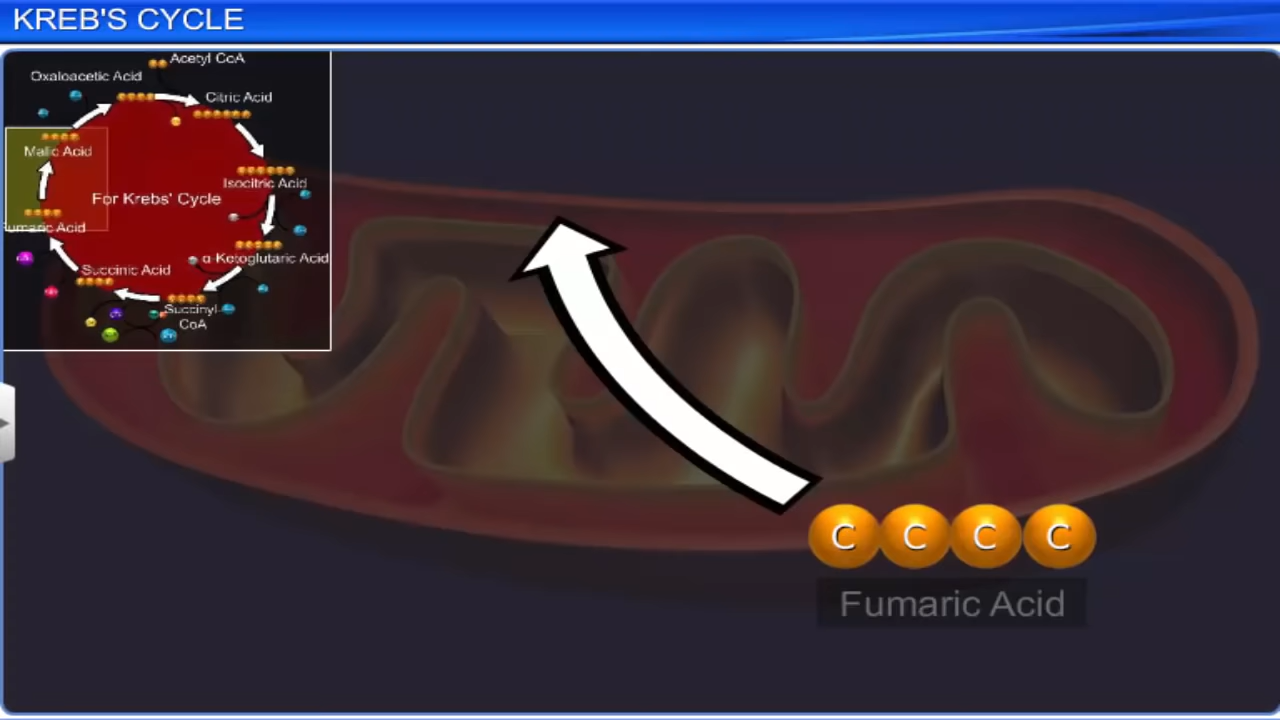 KREB'S CYCLE
Acetyl CoA
Oxaloacetic Acid
Citric Acid
Malic Acid
Isocitric Acid
For Krebs' Cycle
Fumaric Acid
α-Ketoglutaric Acid
Succinic Acid
Succinyl-
CoA
C C C C
Fumaric Acid